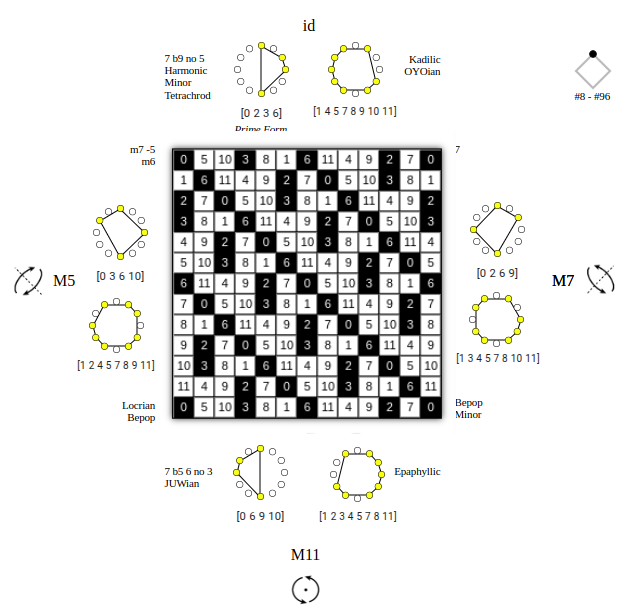 id
7 b9 no 5
Harmonic
Minor
Tetrachrod
[0 2 3 6]
Prime Form
Kadilic
OYOian
[1 4 5 7 8 9 10 11]
#8 - #96
m7 -5
m6
7
0 5 10 3 8 1 6 11 4 9 2 7 0
1 6 11 4 9 2 7 0 5 10 3 8 1
2 7 0 5 10 3 8 1 6 11 4 9 2
3 8 1 6 11 4 9 2 7 0 5 10 3
4 9 2 7 0 5 10 3 8 1 6 11 4
5 10 3 8 1 6 11 4 9 2 7 0 5
6 11 4 9 2 7 0 5 10 3 8 1 6
7 0 5 10 3 8 1 6 11 4 9 2 7
8 1 6 11 4 9 2 7 0 5 10 3 8
9 2 7 0 5 10 3 8 1 6 11 4 9
10 3 8 1 6 11 4 9 2 7 0 5 10
11 4 9 2 7 0 5 10 3 8 1 6 11
0 5 10 3 8 1 6 11 4 9 2 7 0
M5
[0 3 6 10]
[1 2 4 5 7 8 9 11]
Locrian
Bepop
[0 2 6 9]
M7
[1 3 4 5 7 8 10 11]
Bepop
Minor
7 b5 6 no 3
JUWian
[0 6 9 10]
Epaphyllic
[1 2 3 4 5 7 8 11]
M11